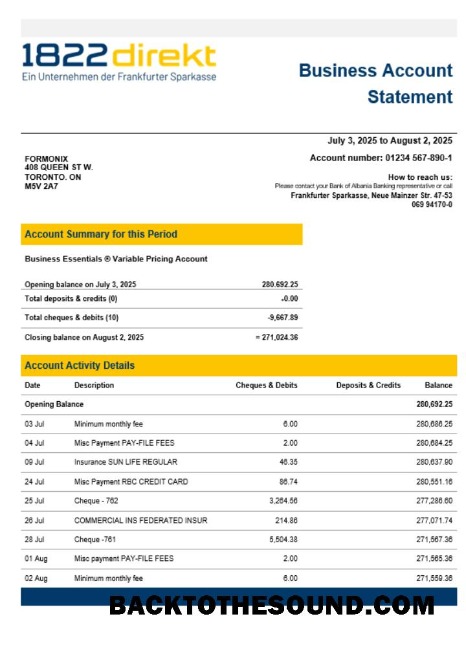 1822direkt
Ein Unternehmen der Frankfurter Sparkasse
Business Account
Statement
July 3, 2025 to August 2, 2025
Account number: 01234 567-890-1
FORMONIX
408 QUEEN ST W.
TORONTO. ON
M5V 2A7
How to reach us:
Please contact your Bank of Albania Banking representative or call
Frankfurter Sparkasse, Neue Mainzer Str. 47-53
069 94170-0
Account Summary for this Period
Business Essentials ® Variable Pricing Account
Opening balance on July 3, 2025 280.692.25
Total deposits & credits (0) -0.00
Total cheques & debits (10) -9,667.89
Closing balance on August 2, 2025 = 271,024.36
Account Activity Details
Date Description Cheques & Debits Deposits & Credits Balance
Opening Balance 280,692.25
03 Jul Minimum monthly fee 6.00 280,686.25
04 Jul Misc Payment PAY-FILE FEES 2.00 280,684.25
09 Jul Insurance SUN LIFE REGULAR 46.35 280,637.90
24 Jul Misc Payment RBC CREDIT CARD 86.74 280,551.16
25 Jul Cheque - 762 3,264.56 277,286.60
26 Jul COMMERCIAL INS FEDERATED INSUR 214.86 277,071.74
28 Jul Cheque -761 5,504.38 271,567.36
01 Aug Misc payment PAY-FILE FEES 2.00 271,565.36
02 Aug Minimum monthly fee 6.00 271,559.36
BACKTOTHESOUND.COM